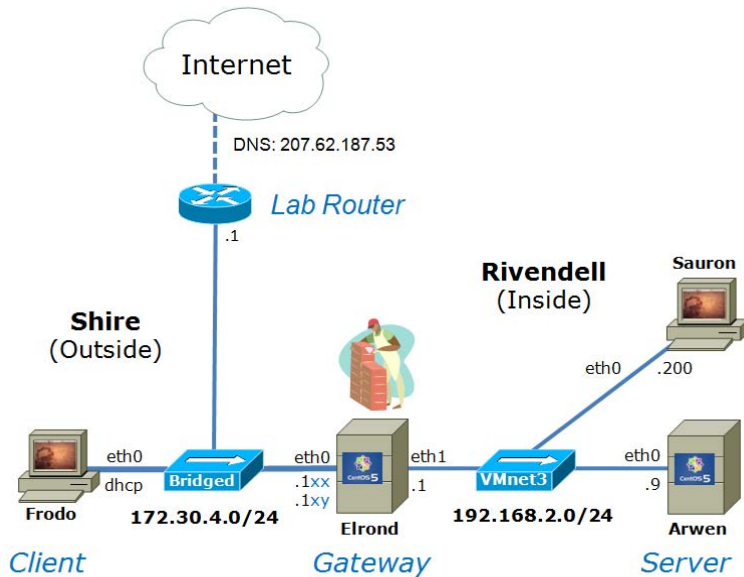 Internet
DNS: 207.62.187.53
Lab Router
.1
Shire
(Outside)
Rivendell
(Inside)
Sauron
eth0
.200
eth0
dhcp
Frodo
Bridged
172.30.4.0/24
eth0
.1xx
.1xy
CentOS 5
Elrond
eth1
.1
VMnet3
192.168.2.0/24
eth0
.9
CentOS 5
Arwen
Client
Gateway
Server